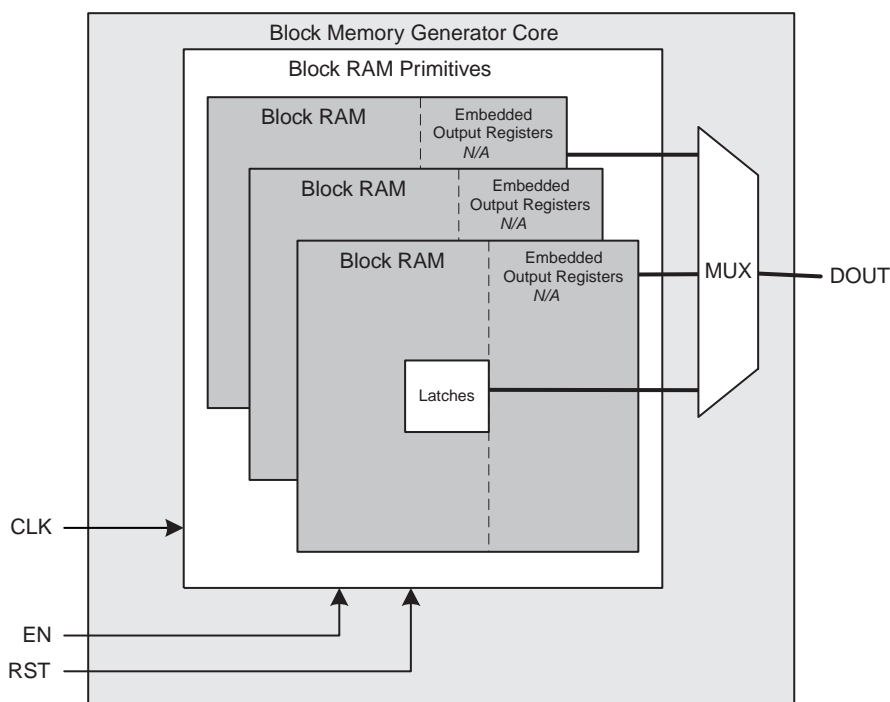 Block Memory Generator Core
Block RAM Primitives
Block RAM
Embedded
Output Registers
N/A
Block RAM
Embedded
Output Registers
N/A
Block RAM
Embedded
Output Registers
N/A
MUX
DOUT
Latches
CLK
EN
RST